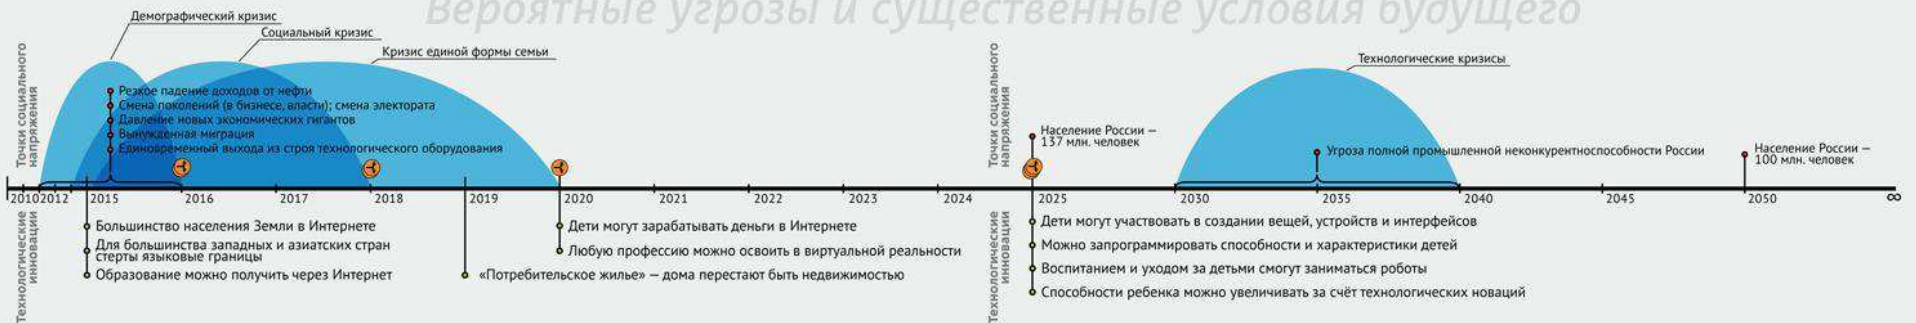 Вероятные угрозы и существенные условия будущего
Демографический кризис
Социальный кризис
Кризис единой формы семьи
Точки социального
напряжения
Резкое падение доходов от нефти
Смена поколений (в бизнесе, власти); смена электората
Давление новых экономических гигантов
Вынужденная миграция
Единовременный выхода из строя технологического оборудования
2010 2012 2015 2016 2017 2018 2019 2020 2021 2022 2023 2024
Технологические
инновации
Большинство населения Земли в Интернете
Для большинства западных и азиатских стран
стерты языковые границы
Образование можно получить через Интернет
«Потребительское жилье» — дома перестают быть недвижимостью
Дети могут зарабатывать деньги в Интернете
Любую профессию можно освоить в виртуальной реальности
Точки социального
напряжения
Технологические кризисы
Население России —
137 млн. человек
Угроза полной промышленной неконкурентноспособности России
Население России —
100 млн. человек
2025 2030 2035 2040 2045 2050 ∞
Технологические
инновации
Дети могут участвовать в создании вещей, устройств и интерфейсов
Можно запрограммировать способности и характеристики детей
Воспитанием и уходом за детьми смогут заниматься роботы
Способности ребенка можно увеличивать за счёт технологических новаций